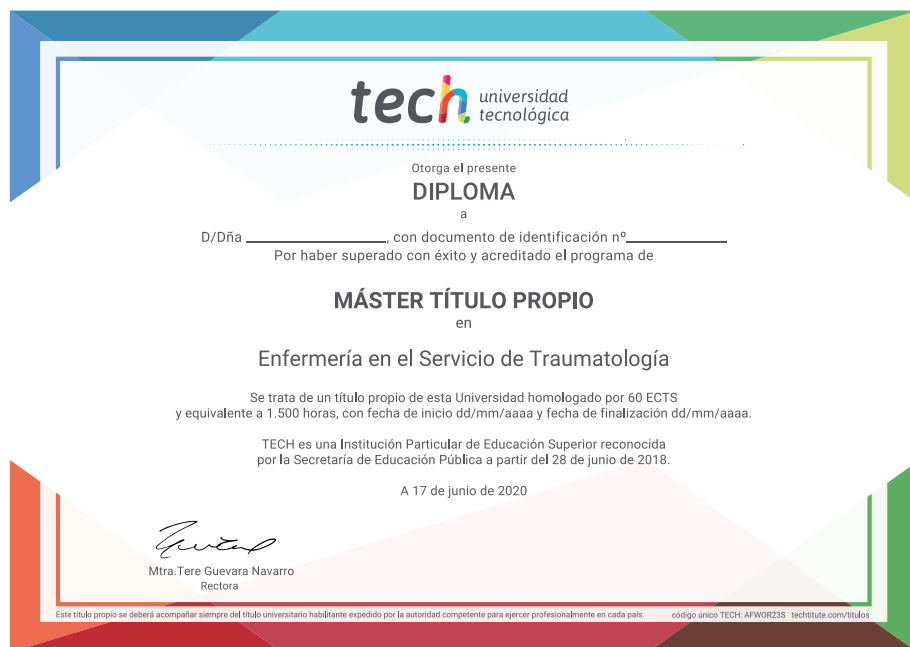 tech universidad
tecnológica
Otorga el presente
DIPLOMA
a
D/Dña ______________, con documento de identificación nº__________
Por haber superado con éxito y acreditado el programa de
MÁSTER TÍTULO PROPIO
en
Enfermería en el Servicio de Traumatología
Se trata de un título propio de esta Universidad homologado por 60 ECTS
y equivalente a 1.500 horas, con fecha de inicio dd/mm/aaaa y fecha de finalización dd/mm/aaaa.
TECH es una Institución Particular de Educación Superior reconocida
por la Secretaría de Educación Pública a partir del 28 de junio de 2018.
A 17 de junio de 2020
Mtra.Tere Guevara Navarro
Rectora
Este título propio se deberá acompañar siempre del título universitario habilitante expedido por la autoridad competente para ejercer profesionalmente en cada país. código único TECH: AFWOR23S techtitute.com/titulos